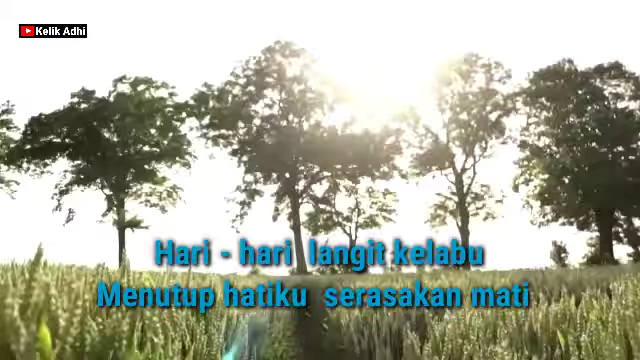 Kelik Adhi
Hari - hari langit kelabu
Menutup hatiku serasakan mati